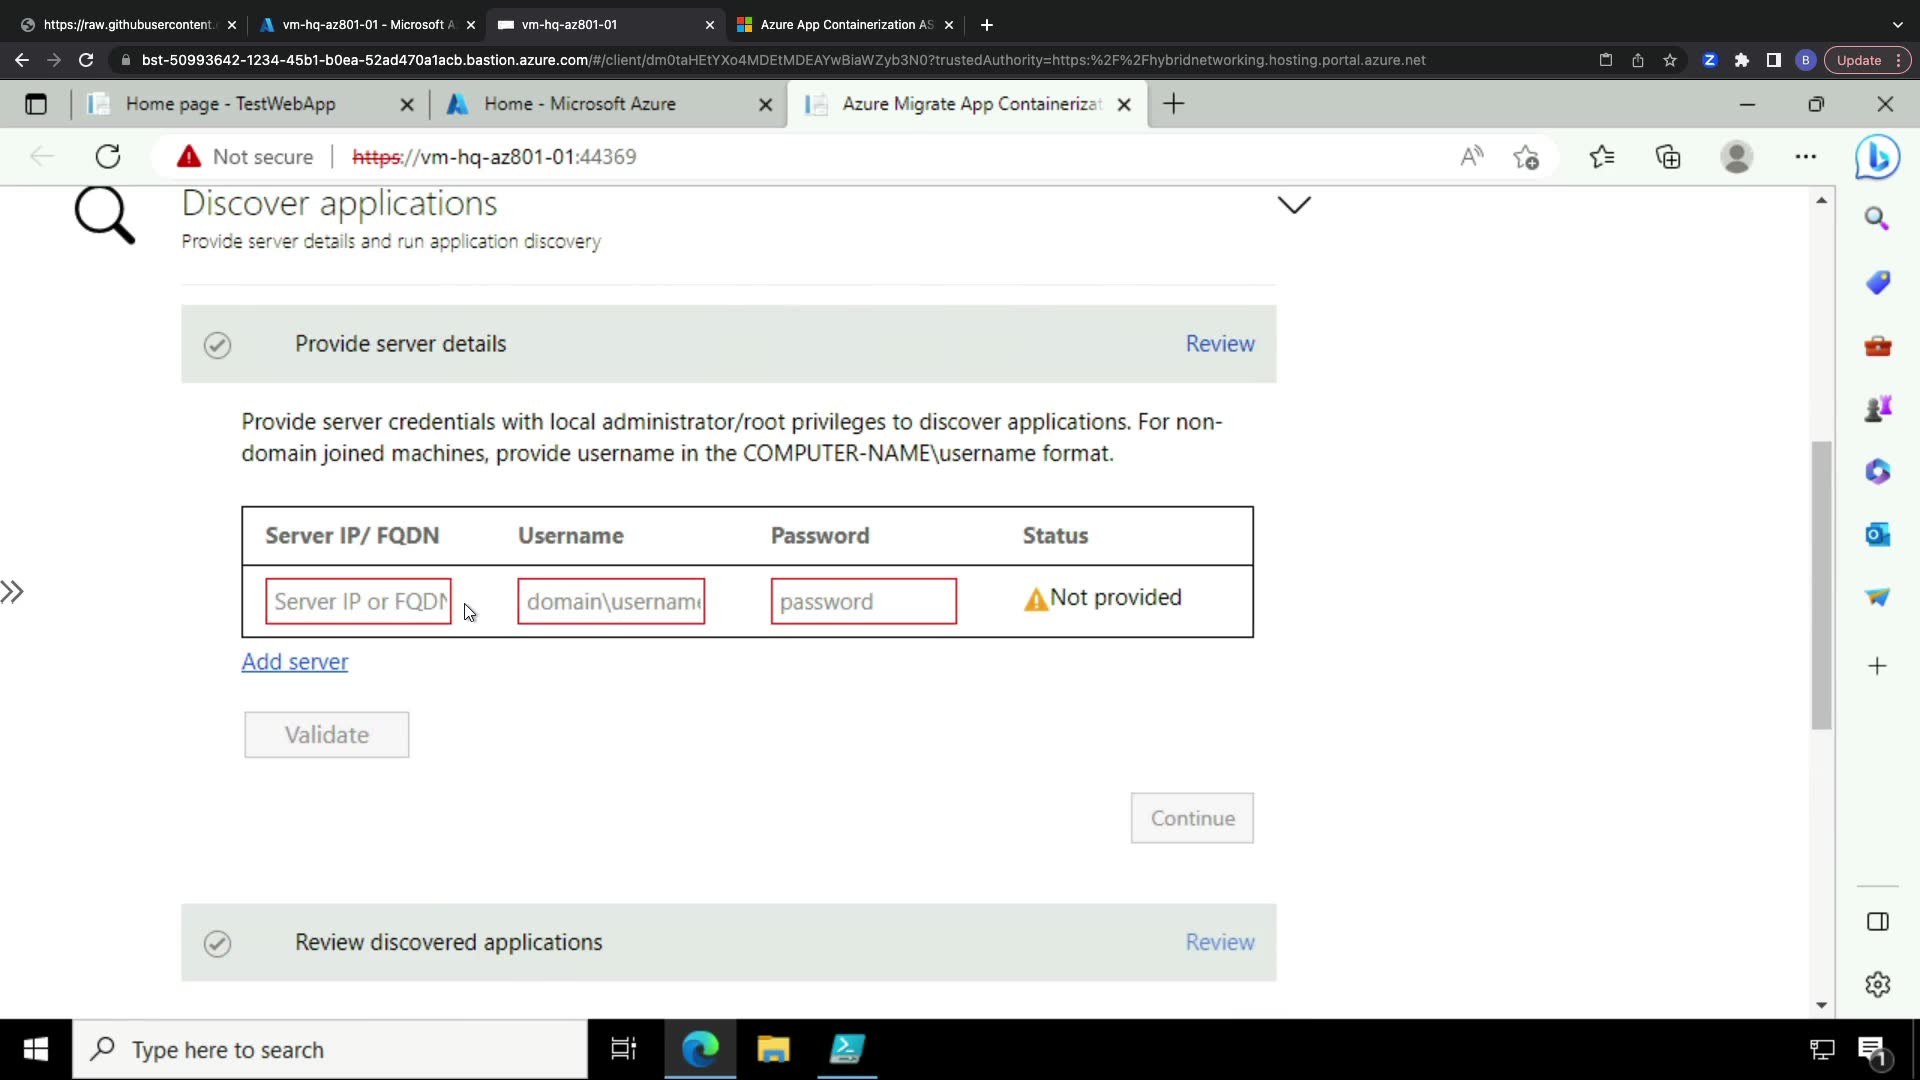 https://raw.githubusercontent.
vm-hq-az801-01 - Microsoft A
vm-hq-az801-01
Azure App Containerization AS
bst-50993642-1234-45b1-b0ea-52ad470a1acb.bastion.azure.com/#/client/dm0taHEtYXo4MDEtMDEAYwBiaWZyb3N0?trustedAuthority=https:%2F%2Fhybridnetworking.hosting.portal.azure.net
B
Update
Home page - TestWebApp
Home - Microsoft Azure
Azure Migrate App Containerizat
Not secure
https://vm-hq-az801-01:44369
Discover applications
Provide server details and run application discovery
Provide server details
Review
Provide server credentials with local administrator/root privileges to discover applications. For non-
domain joined machines, provide username in the COMPUTER-NAME\username format.
Server IP/ FQDN
Username
Password
Status
Server IP or FQDN
domain\username
password
Not provided
Add server
Validate
Continue
Review discovered applications
Review
Type here to search
1